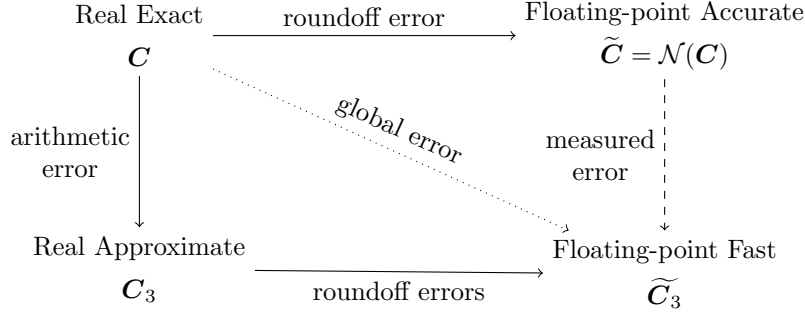 Real Exact
roundoff error
Floating-point Accurate
C
C̃ = 𝒩(C)
global error
arithmetic
error
measured
error
Real Approximate
Floating-point Fast
C₃
roundoff errors
C̃₃